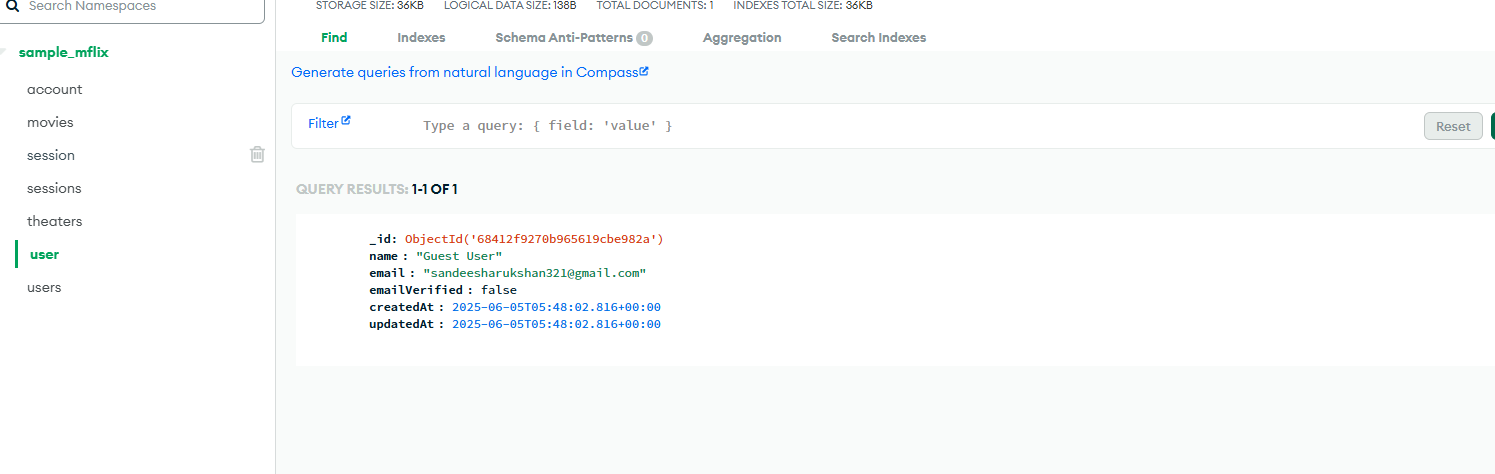 Search Namespaces
sample_mflix
account
movies
session
sessions
theaters
user
users
STORAGE SIZE: 36KB LOGICAL DATA SIZE: 138B TOTAL DOCUMENTS: 1 INDEXES TOTAL SIZE: 36KB
Find Indexes Schema Anti-Patterns 0 Aggregation Search Indexes
Generate queries from natural language in Compass
Filter Type a query: { field: 'value' } Reset
QUERY RESULTS: 1-1 OF 1
_id: ObjectId('68412f9270b965619cbe982a')
name : "Guest User"
email : "sandeesharukshan321@gmail.com"
emailVerified : false
createdAt : 2025-06-05T05:48:02.816+00:00
updatedAt : 2025-06-05T05:48:02.816+00:00